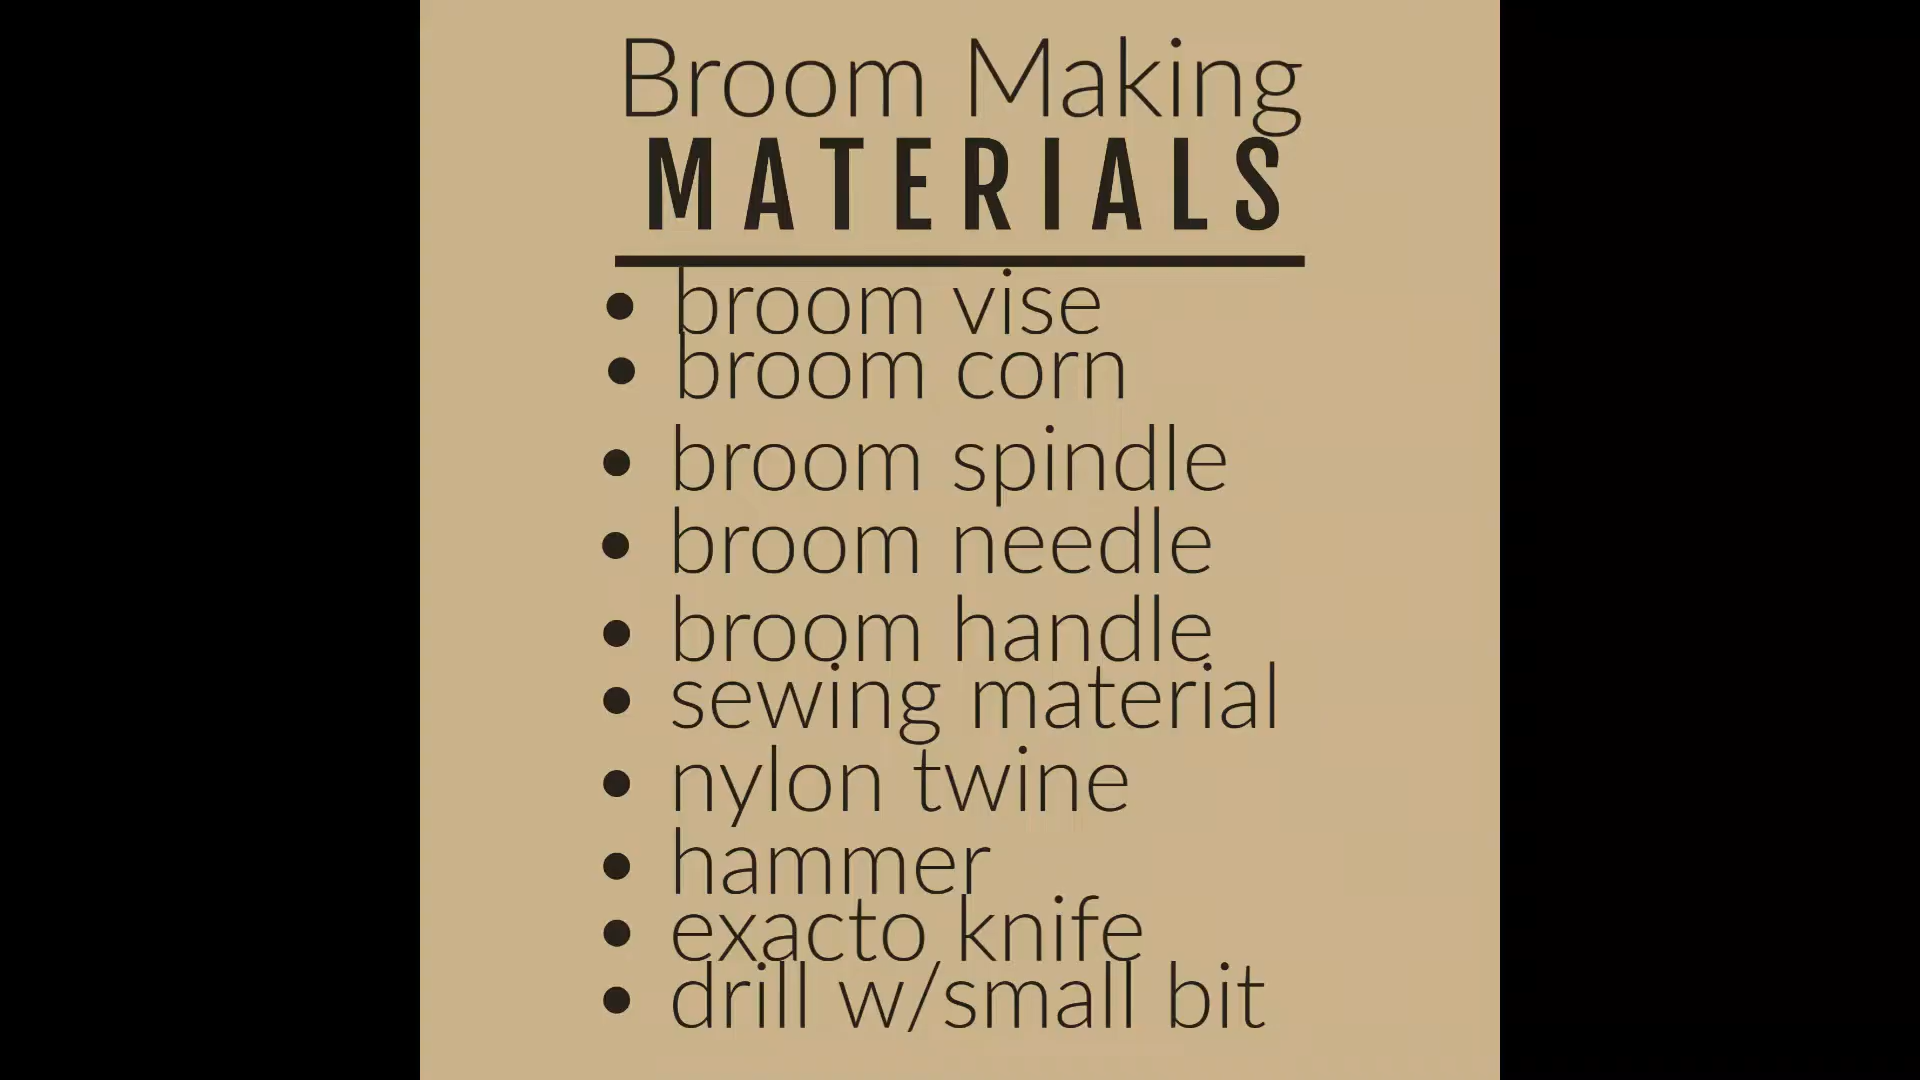 Broom Making
MATERIALS
• broom vise
• broom corn
• broom spindle
• broom needle
• broom handle
• sewing material
• nylon twine
• hammer
• exacto knife
• drill w/small bit